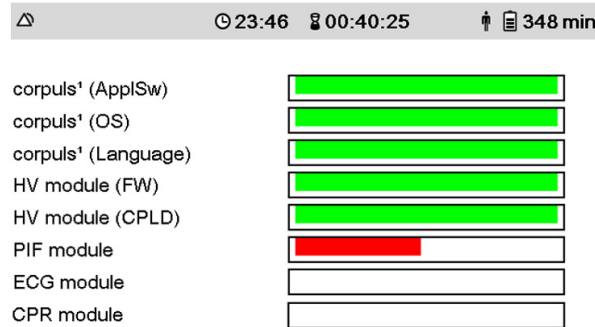 23:46 00:40:25 348 min
corpuls¹ (ApplSw)
corpuls¹ (OS)
corpuls¹ (Language)
HV module (FW)
HV module (CPLD)
PIF module
ECG module
CPR module